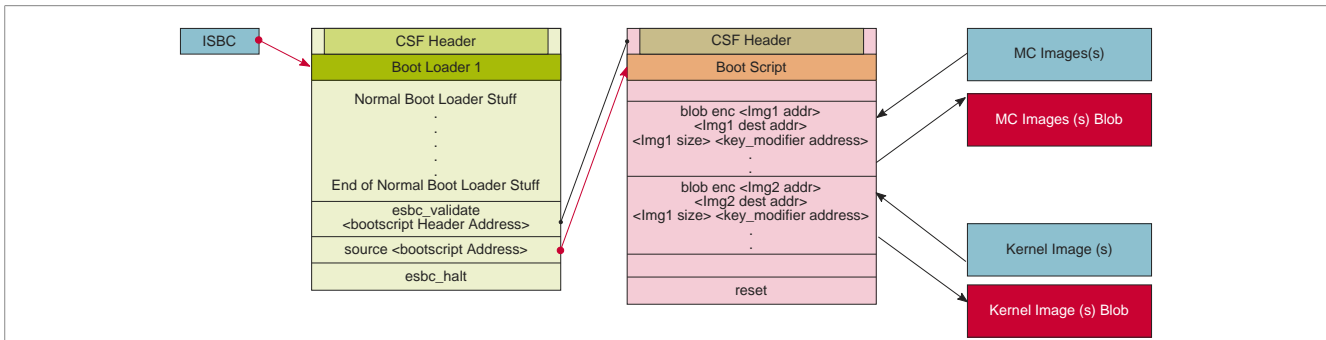 ISBC
CSF Header
Boot Loader 1
Normal Boot Loader Stuff
.
.
.
.
End of Normal Boot Loader Stuff
esbc_validate
<bootscript Header Address>
source <bootscript Address>
esbc_halt
CSF Header
Boot Script
blob enc <Img1 addr>
<Img1 dest addr>
<Img1 size> <key_modifier address>
.
.
blob enc <Img2 addr>
<Img2 dest addr>
<Img1 size> <key_modifier address>
.
.
reset
MC Images(s)
MC Images (s) Blob
Kernel Image (s)
Kernel Image (s) Blob